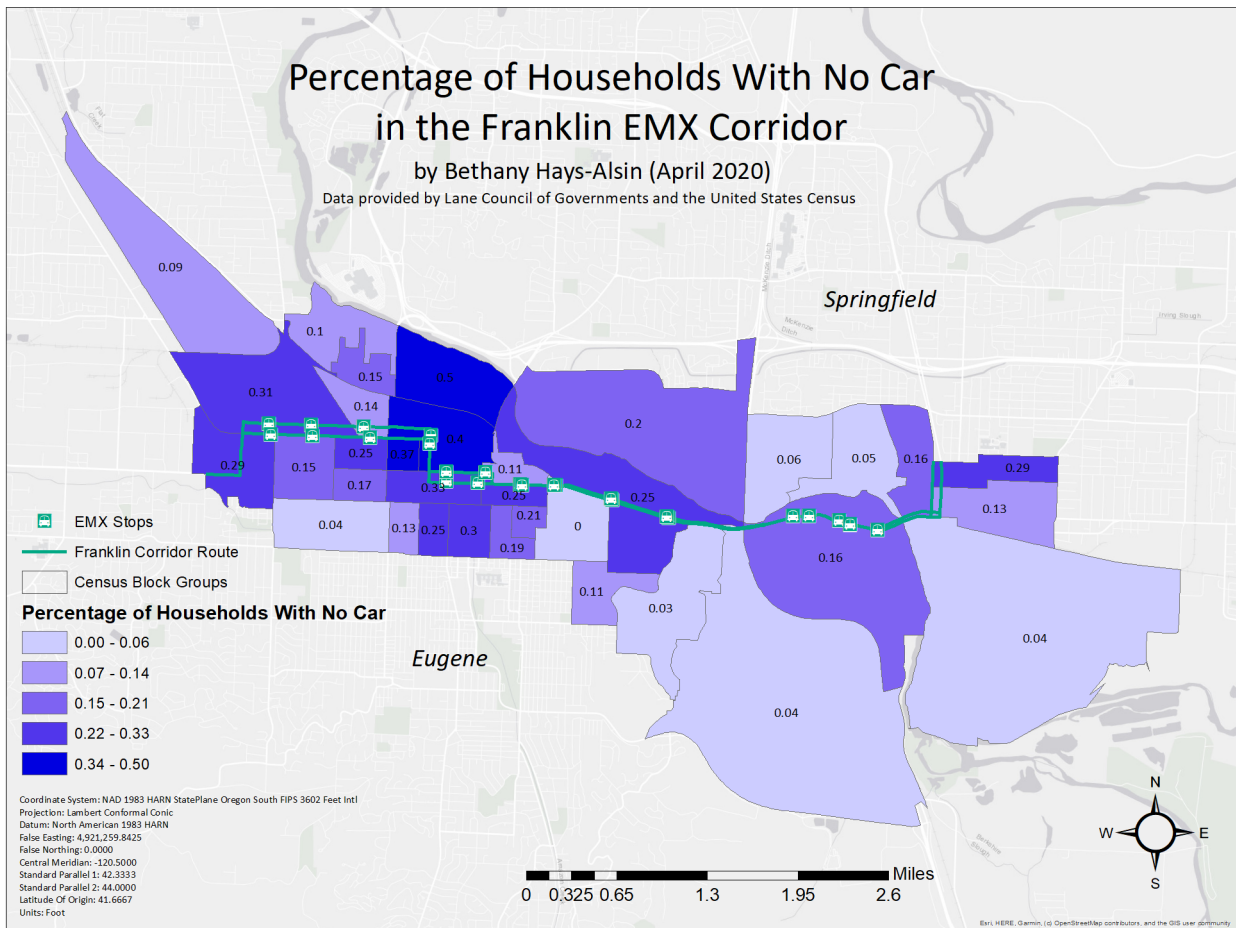 Percentage of Households With No Car
in the Franklin EMX Corridor
by Bethany Hays-Alsin (April 2020)
Data provided by Lane Council of Governments and the United States Census
Flat
Creek
McKenzie Ditch
Springfield
McKenzie
Ditch
Irving Slough
0.09
0.1
0.15
0.5
0.31
0.14
0.2
0.4
0.06
0.05
0.16
0.29
0.29
0.15
0.25
0.37
0.11
0.17
0.33
0.25
0.25
0.13
0.04
0.13
0.25
0.3
0.21
0.19
0
0.16
0.11
0.03
0.04
0.04
Eugene
EMX Stops
Franklin Corridor Route
Census Block Groups
Percentage of Households With No Car
0.00 - 0.06
0.07 - 0.14
0.15 - 0.21
0.22 - 0.33
0.34 - 0.50
Coordinate System: NAD 1983 HARN StatePlane Oregon South FIPS 3602 Feet Intl
Projection: Lambert Conformal Conic
Datum: North American 1983 HARN
False Easting: 4,921,259.8425
False Northing: 0.0000
Central Meridian: -120.5000
Standard Parallel 1: 42.3333
Standard Parallel 2: 44.0000
Latitude Of Origin: 41.6667
Units: Foot
N
W
E
S
Miles
0 0.325 0.65 1.3 1.95 2.6
Slough
Esri, HERE, Garmin, (c) OpenStreetMap contributors, and the GIS user community